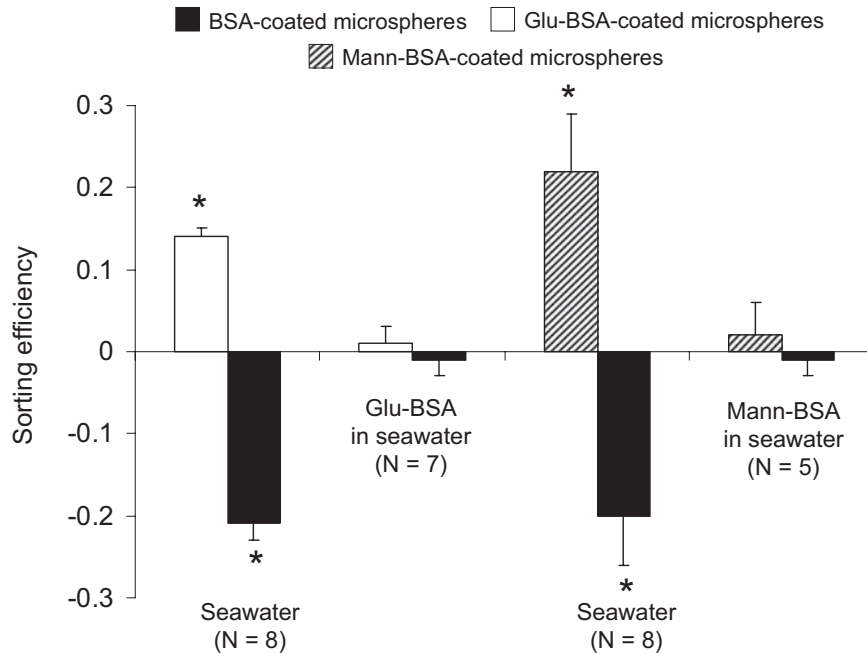 BSA-coated microspheres Glu-BSA-coated microspheres
Mann-BSA-coated microspheres
Sorting efficiency
0.3
0.2
0.1
0
-0.1
-0.2
-0.3
*
*
*
*
Glu-BSA
in seawater
(N = 7)
Mann-BSA
in seawater
(N = 5)
Seawater
(N = 8)
Seawater
(N = 8)